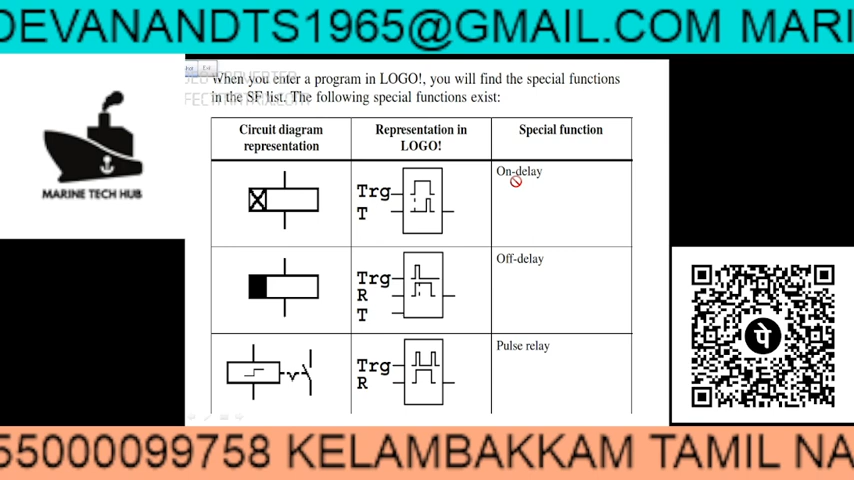 DEVANANDTS1965@GMAIL.COM MARI
When you enter a program in LOGO!, you will find the special functions
in the SF list. The following special functions exist:
MARINE TECH HUB
Circuit diagram representation
Representation in LOGO!
Special function
Trg
T
On-delay
Trg
R
T
Off-delay
Trg
R
Pulse relay
55000099758 KELAMBAKKAM TAMIL NA